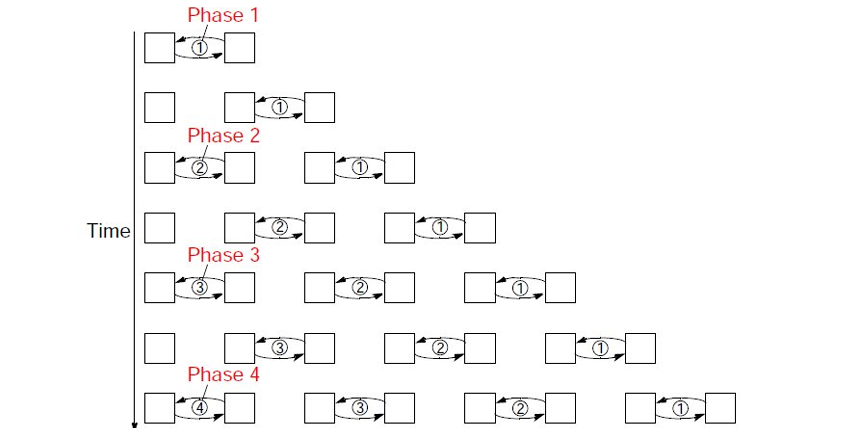 Phase 1
①
①
Phase 2
② ①
Time
② ①
Phase 3
③ ② ①
③ ② ①
Phase 4
④ ③ ② ①